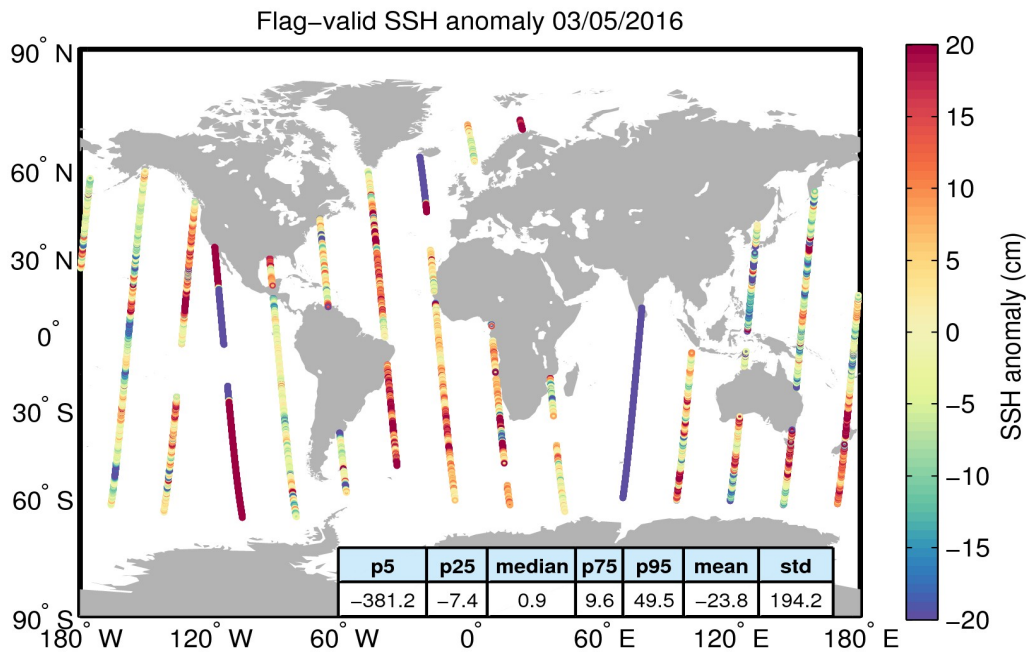 Flag−valid SSH anomaly 03/05/2016
90° N
60° N
30° N
0°
30° S
60° S
90° S
180° W
120° W
60° W
0°
60° E
120° E
180° E
p5 p25 median p75 p95 mean std
−381.2 −7.4 0.9 9.6 49.5 −23.8 194.2
20
15
10
5
0
−5
−10
−15
−20
SSH anomaly (cm)